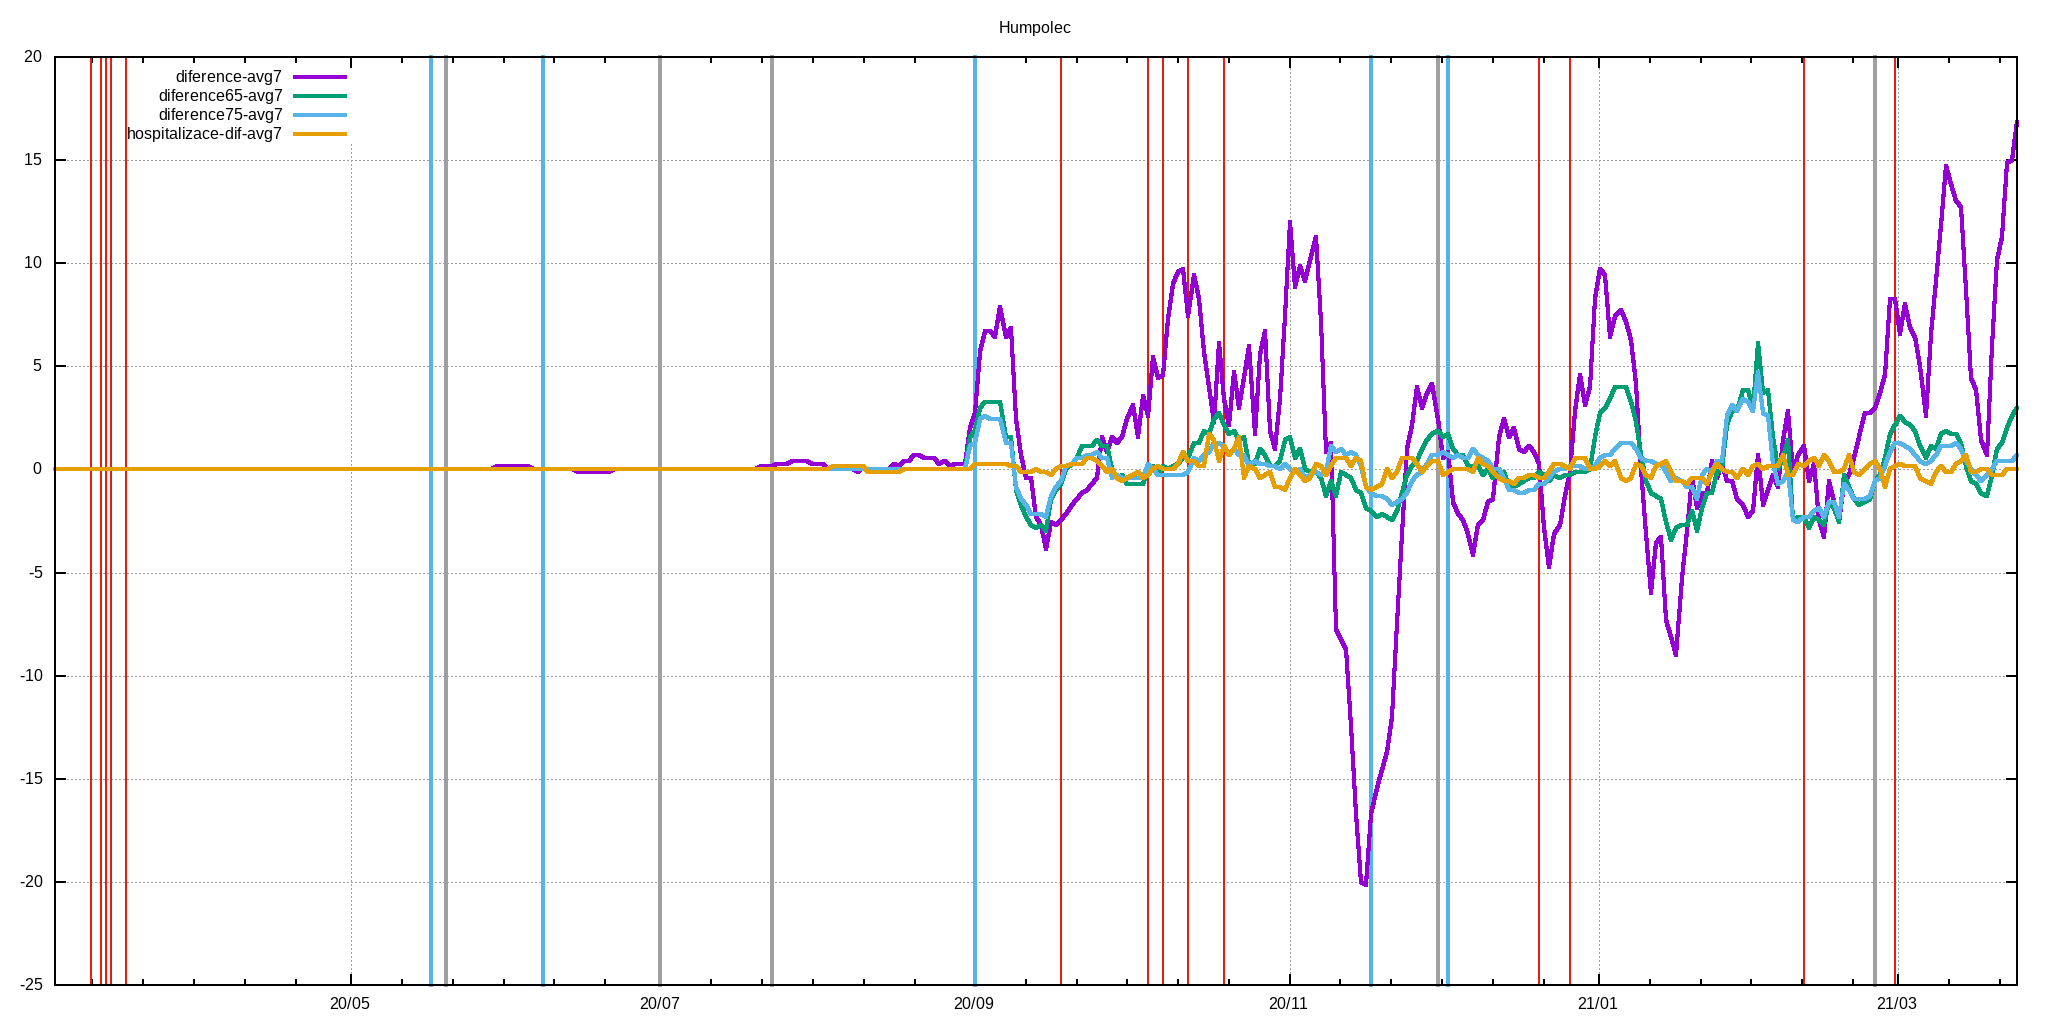 Humpolec
20
diference-avg7
diference65-avg7
diference75-avg7
hospitalizace-dif-avg7
15
10
5
0
-5
-10
-15
-20
-25
20/05 20/07 20/09 20/11 21/01 21/03